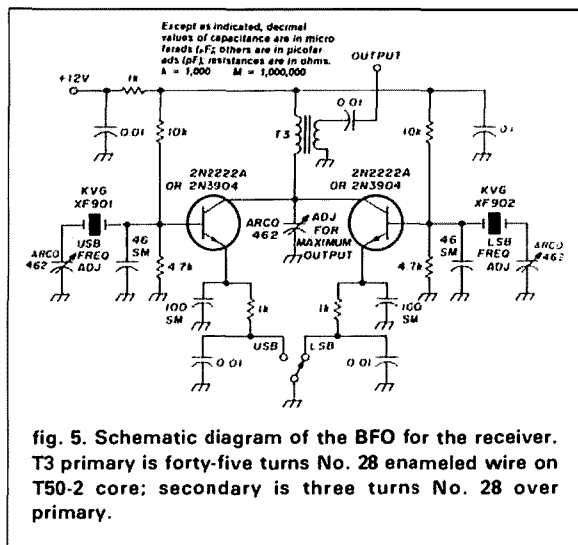 Except as indicated, decimal
values of capacitance are in micro
farads (µF); others are in picofar
ads (pF); resistances are in ohms.
k = 1,000 M = 1,000,000
OUTPUT
+12V
1k
0.01
T3
0.01
10k
10k
2N2222A
OR 2N3904
2N2222A
OR 2N3904
KVG
XF901
KVG
XF902
ARCO
462
USB
FREQ
ADJ
46
SM
4.7k
ARCO
462
ADJ
FOR
MAXIMUM
OUTPUT
4.7k
46
SM
LSB
FREQ
ADJ
ARCO
462
100
SM
1k
1k
100
SM
0.01
USB
LSB
0.01
fig. 5. Schematic diagram of the BFO for the receiver.
T3 primary is forty-five turns No. 28 enameled wire on
T50-2 core; secondary is three turns No. 28 over
primary.